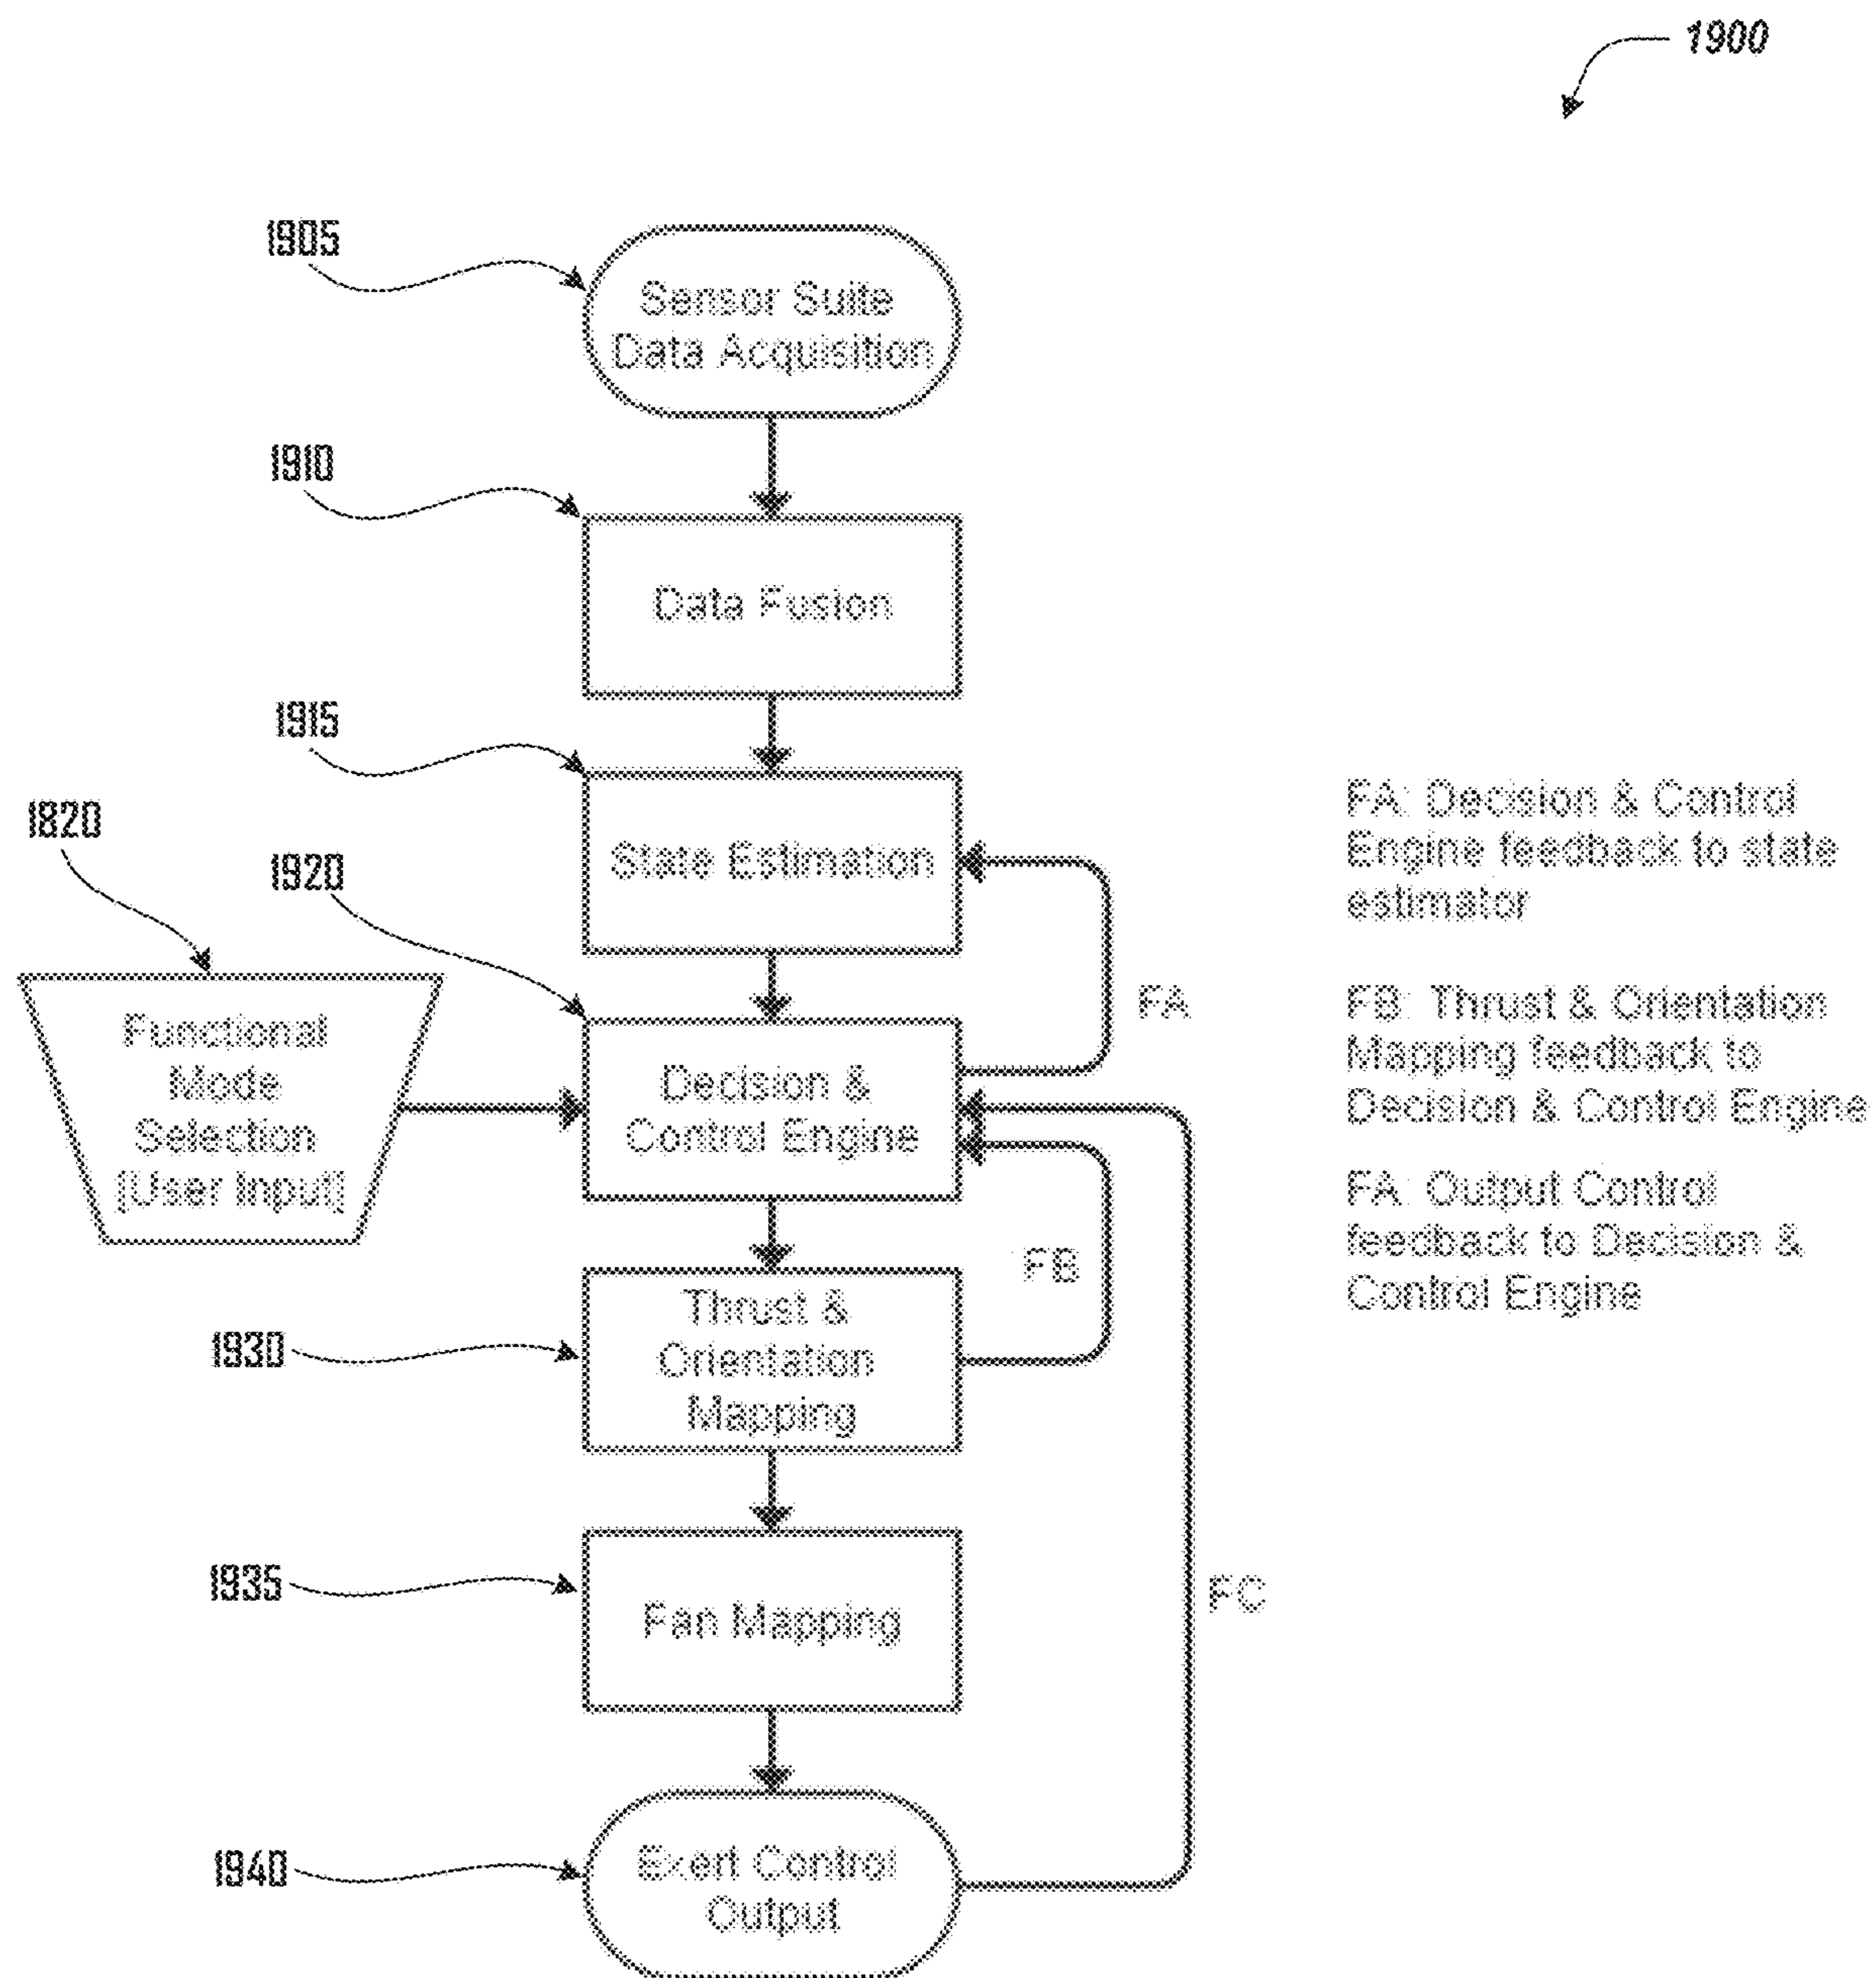 1900
1905
Sensor Suite
Data Acquisition
1910
Data Fusion
1915
State Estimation
1820
1920
Functional
Mode
Selection
[User Input]
Decision &
Control Engine
FA
FB
1930
Thrust &
Orientation
Mapping
1935
Fan Mapping
FC
1940
Exert Control
Output
FA: Decision & Control
Engine feedback to state
estimator
FB: Thrust & Orientation
Mapping feedback to
Decision & Control Engine
FA: Output Control
feedback to Decision &
Control Engine